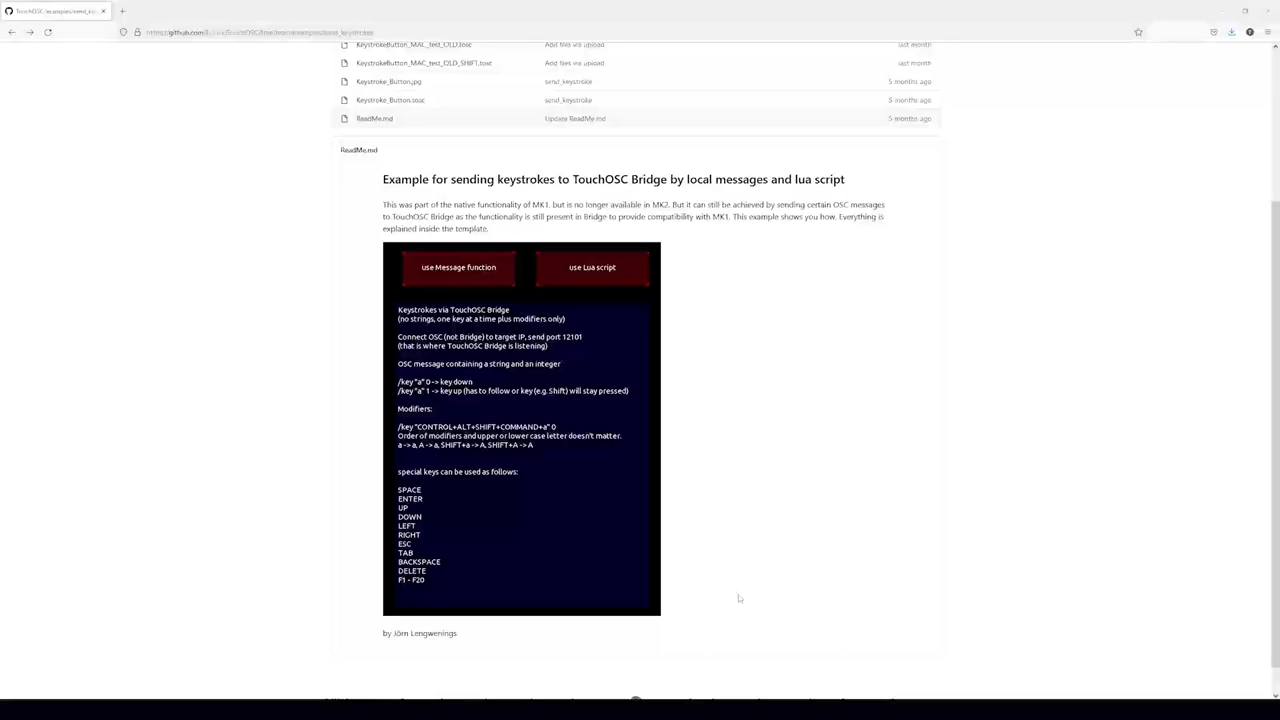 KeystrokeButton_MAC_test_OLD.tosc Add files via upload last month
KeystrokeButton_MAC_test_OLD_SHIFT.tosc Add files via upload last month
Keystroke_Button.jpg send_keystroke 5 months ago
Keystroke_Button.tosc send_keystroke 5 months ago
ReadMe.md Update ReadMe.md 5 months ago
ReadMe.md
Example for sending keystrokes to TouchOSC Bridge by local messages and lua script
This was part of the native functionality of MK1, but is no longer available in MK2. But it can still be achieved by sending certain OSC messages
to TouchOSC Bridge as the functionality is still present in Bridge to provide compatibility with MK1. This example shows you how. Everything is
explained inside the template.
use Message function use Lua script
Keystrokes via TouchOSC Bridge
(no strings, one key at a time plus modifiers only)
Connect OSC (not Bridge) to target IP, send port 12101
(that is where TouchOSC Bridge is listening)
OSC message containing a string and an integer
/key "a" 0 -> key down
/key "a" 1 -> key up (has to follow or key (e.g. Shift) will stay pressed)
Modifiers:
/key "CONTROL+ALT+SHIFT+COMMAND+a" 0
Order of modifiers and upper or lower case letter doesn't matter.
a -> a, A -> a, SHIFT+a -> A, SHIFT+A -> A
special keys can be used as follows:
SPACE
ENTER
UP
DOWN
LEFT
RIGHT
ESC
TAB
BACKSPACE
DELETE
F1 - F20
by Jörn Lengwenings